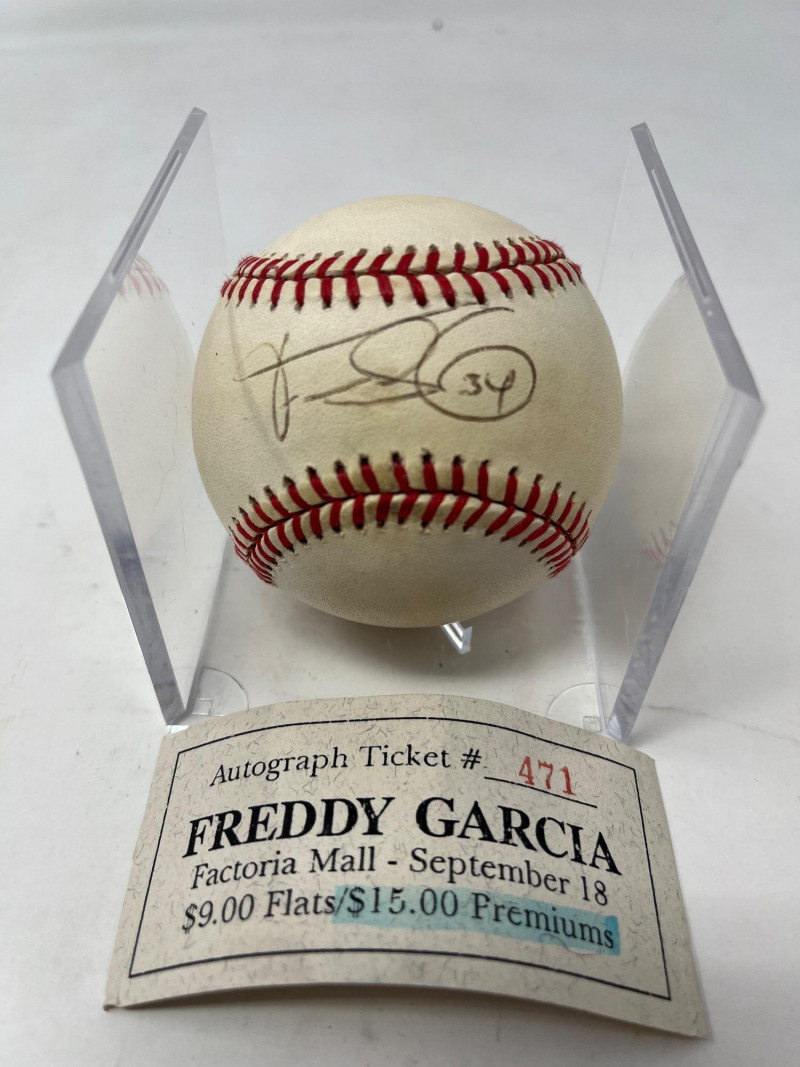 34
Autograph Ticket # 471
FREDDY GARCIA
Factoria Mall - September 18
$9.00 Flats/$15.00 Premiums